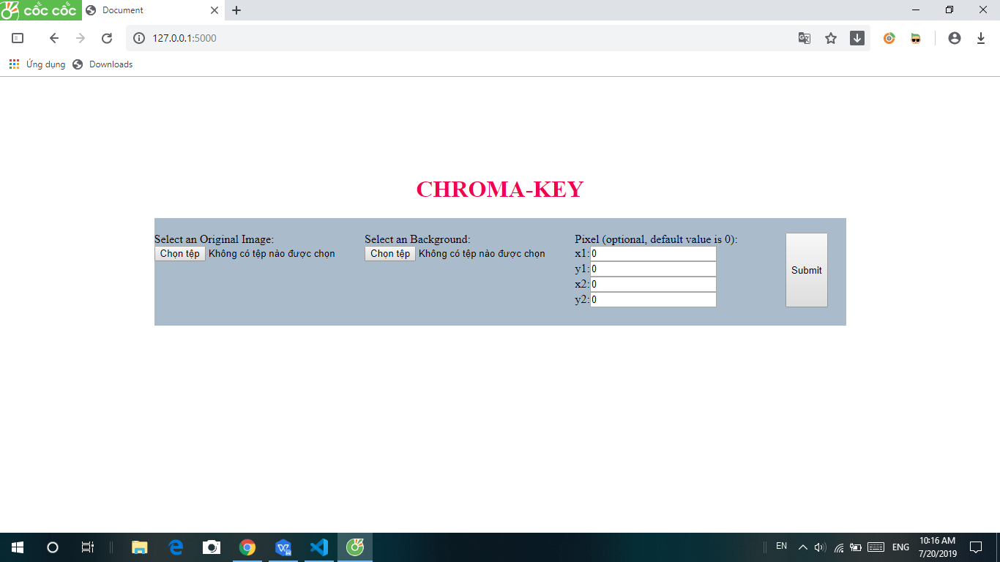 cốc cốc
Document
127.0.0.1:5000
Ứng dụng Downloads
CHROMA-KEY
Select an Original Image:
Chọn tệp Không có tệp nào được chọn
Select an Background:
Chọn tệp Không có tệp nào được chọn
Pixel (optional, default value is 0):
x1: 0
y1: 0
x2: 0
y2: 0
Submit
EN
ENG
10:16 AM
7/20/2019